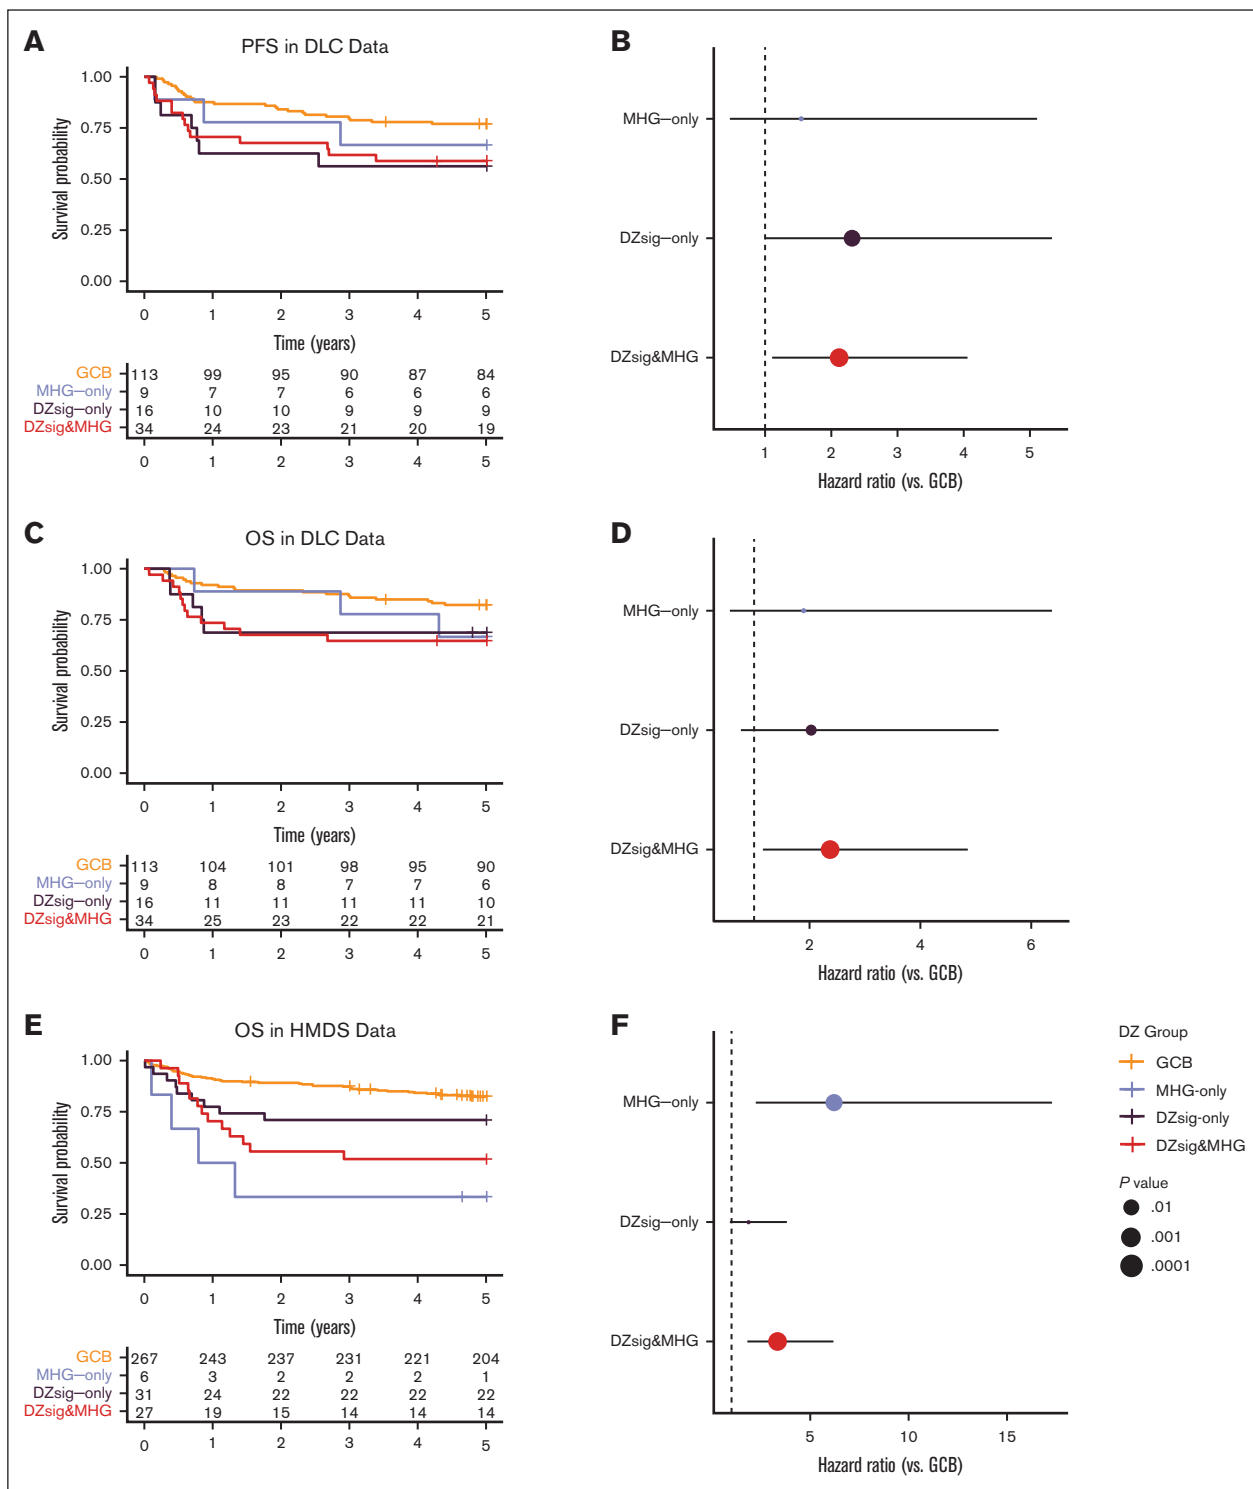 A
PFS in DLC Data
Survival probability
1.00
0.75
0.50
0.25
0.00
0 1 2 3 4 5
Time (years)
GCB 113 99 95 90 87 84
MHG–only 9 7 7 6 6 6
DZsig–only 16 10 10 9 9 9
DZsig&MHG 34 24 23 21 20 19
0 1 2 3 4 5
B
MHG–only
DZsig–only
DZsig&MHG
1 2 3 4 5
Hazard ratio (vs. GCB)
C
OS in DLC Data
Survival probability
1.00
0.75
0.50
0.25
0.00
0 1 2 3 4 5
Time (years)
GCB 113 104 101 98 95 90
MHG–only 9 8 8 7 7 6
DZsig–only 16 11 11 11 11 10
DZsig&MHG 34 25 23 22 22 21
0 1 2 3 4 5
D
MHG–only
DZsig–only
DZsig&MHG
2 4 6
Hazard ratio (vs. GCB)
E
OS in HMDS Data
Survival probability
1.00
0.75
0.50
0.25
0.00
0 1 2 3 4 5
Time (years)
GCB 267 243 237 231 221 204
MHG–only 6 3 2 2 2 1
DZsig–only 31 24 22 22 22 22
DZsig&MHG 27 19 15 14 14 14
0 1 2 3 4 5
F
MHG–only
DZsig–only
DZsig&MHG
5 10 15
Hazard ratio (vs. GCB)
DZ Group
GCB
MHG-only
DZsig-only
DZsig&MHG
P value
.01
.001
.0001